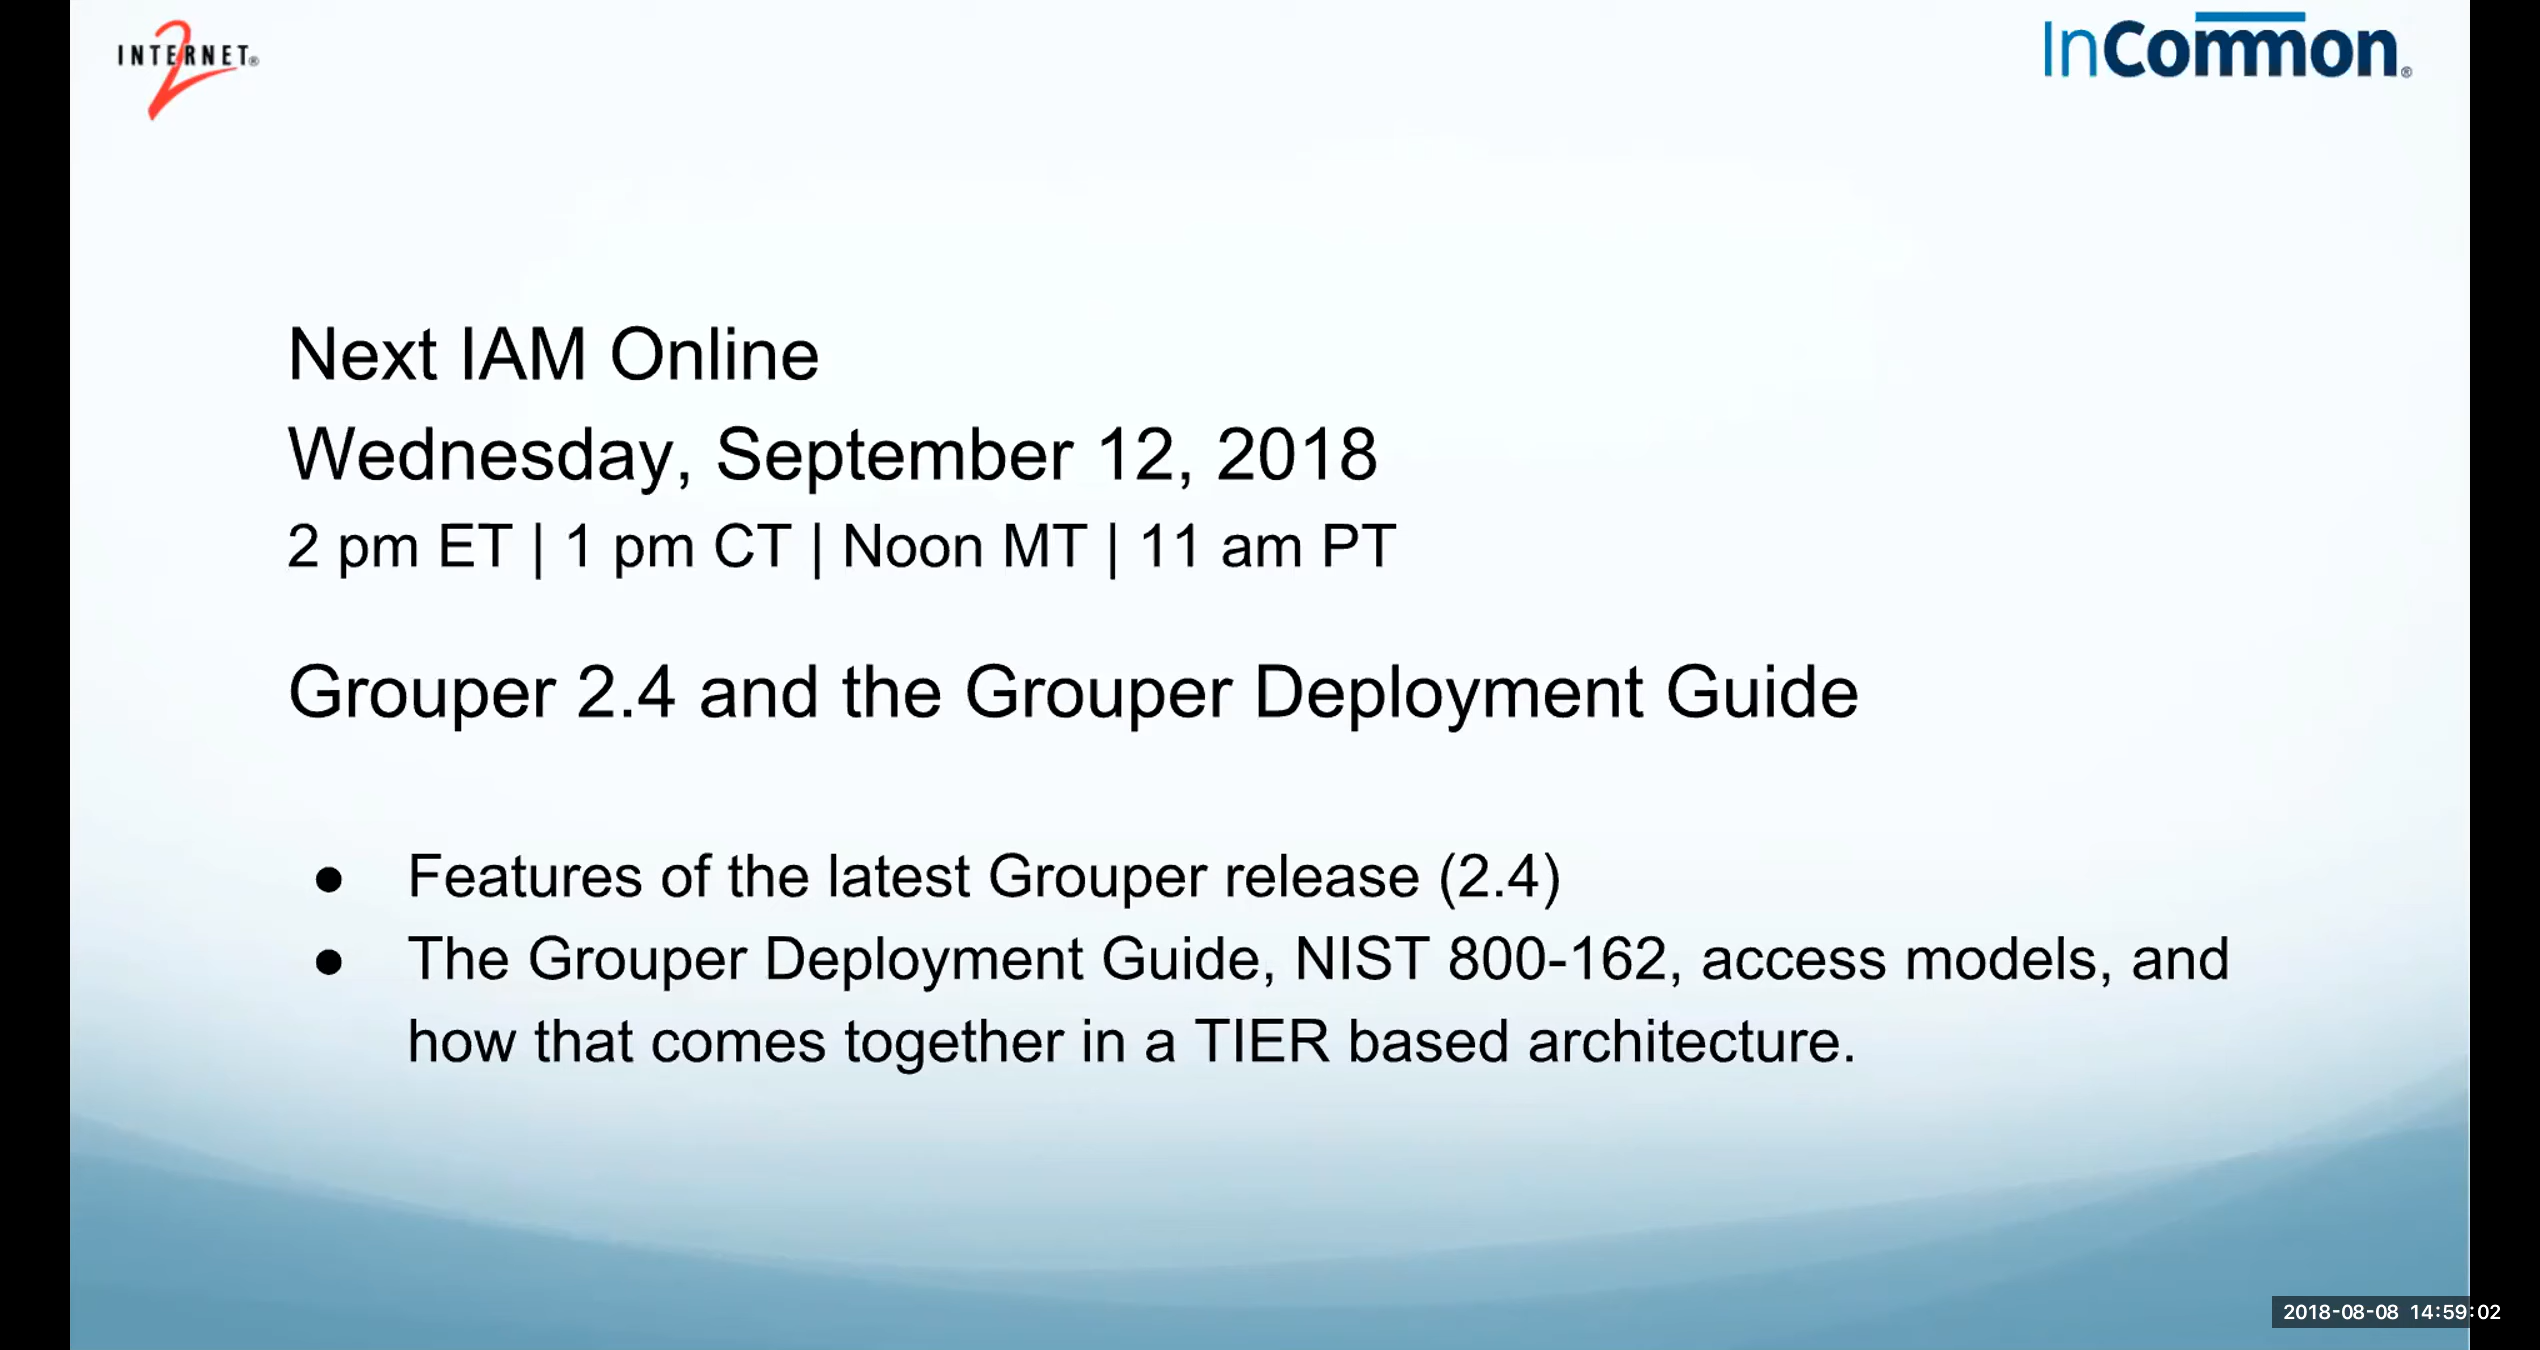 INTERNET®
2
InCommon®
Next IAM Online
Wednesday, September 12, 2018
2 pm ET | 1 pm CT | Noon MT | 11 am PT
Grouper 2.4 and the Grouper Deployment Guide
● Features of the latest Grouper release (2.4)
● The Grouper Deployment Guide, NIST 800-162, access models, and
how that comes together in a TIER based architecture.
2018-08-08 14:59:02